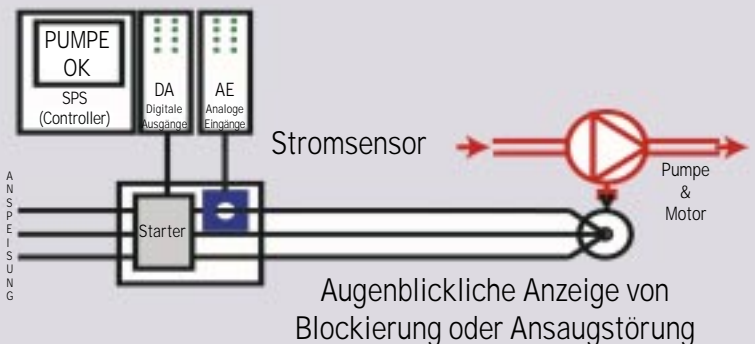 PUMPE
OK
SPS
(Controller)
DA
Digitale
Ausgänge
AE
Analoge
Eingänge
Stromsensor
Pumpe
&
Motor
ANSPEISUNG
Starter
Augenblickliche Anzeige von
Blockierung oder Ansaugstörung